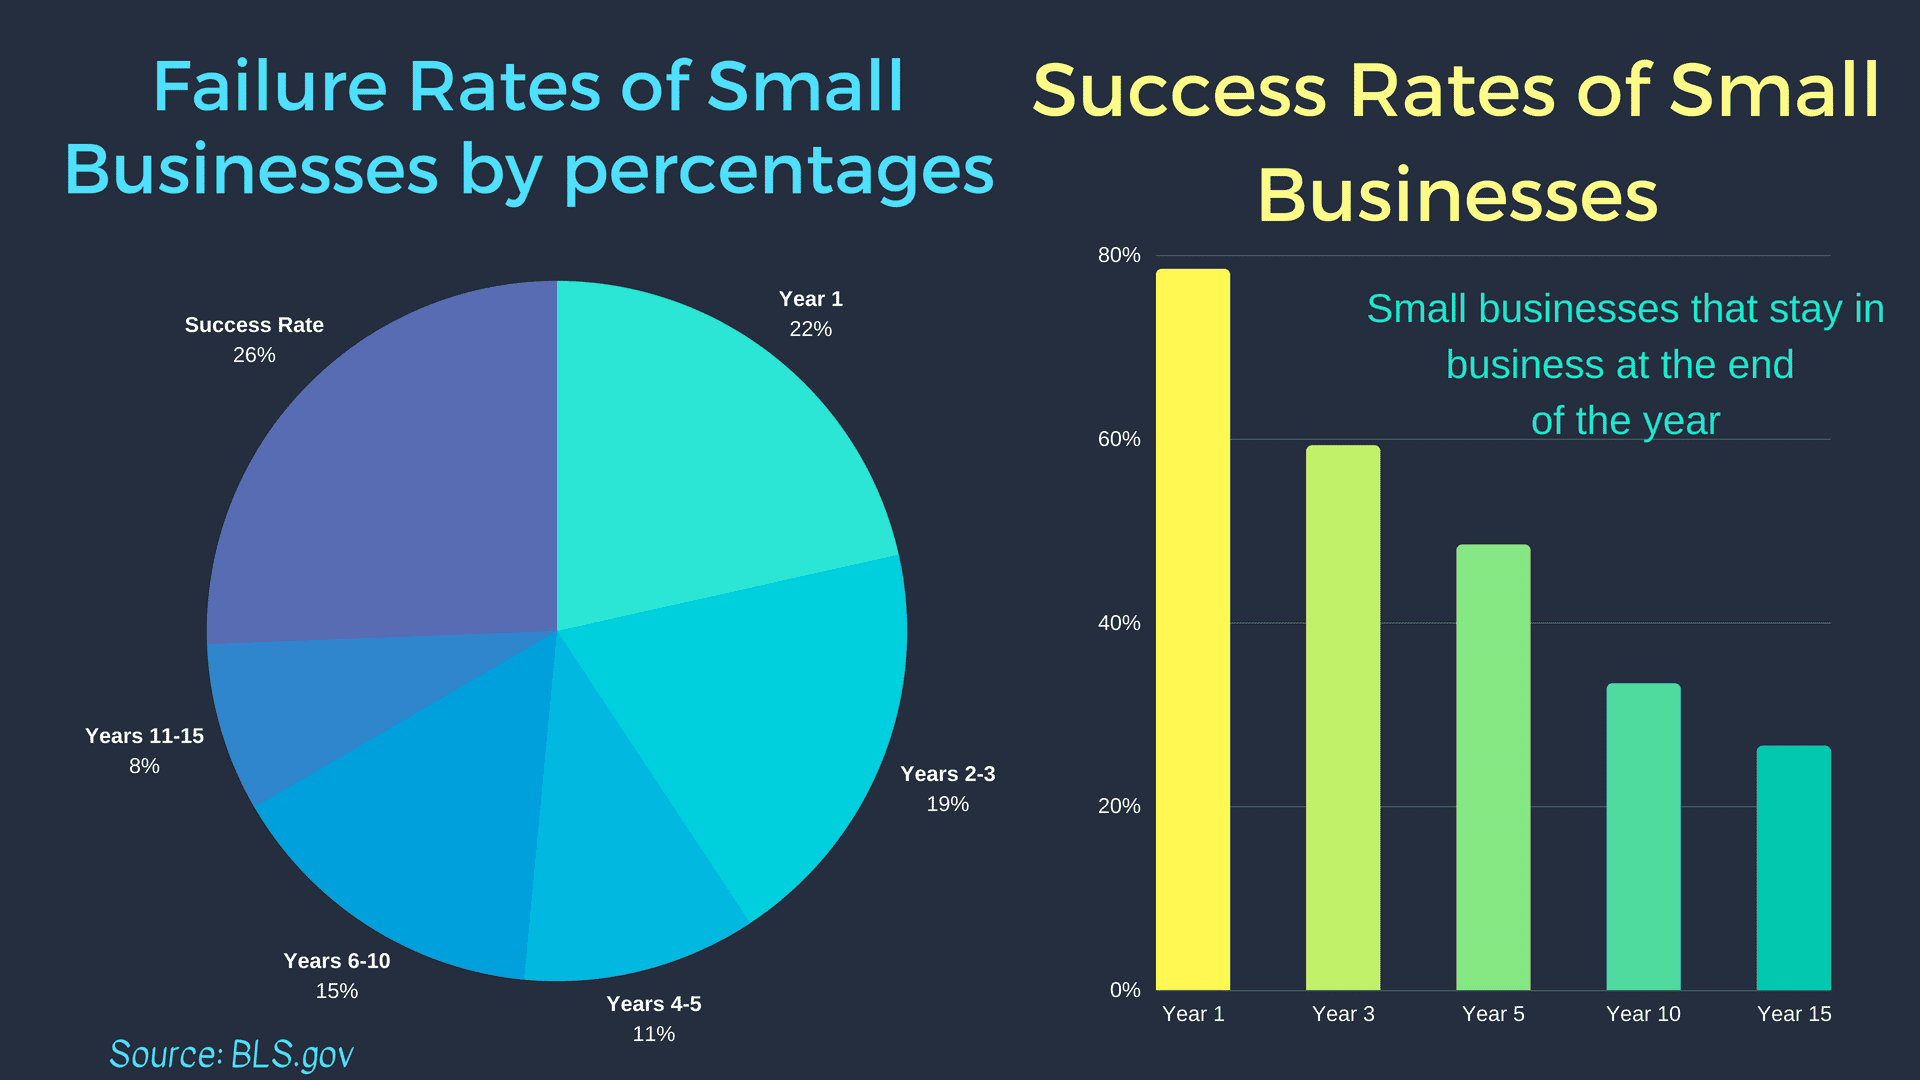 Failure Rates of Small
Businesses by percentages
Success Rate
26%
Year 1
22%
Years 11-15
8%
Years 2-3
19%
Years 6-10
15%
Years 4-5
11%
Source: BLS.gov
Success Rates of Small
Businesses
Small businesses that stay in
business at the end
of the year
80%
60%
40%
20%
0%
Year 1
Year 3
Year 5
Year 10
Year 15